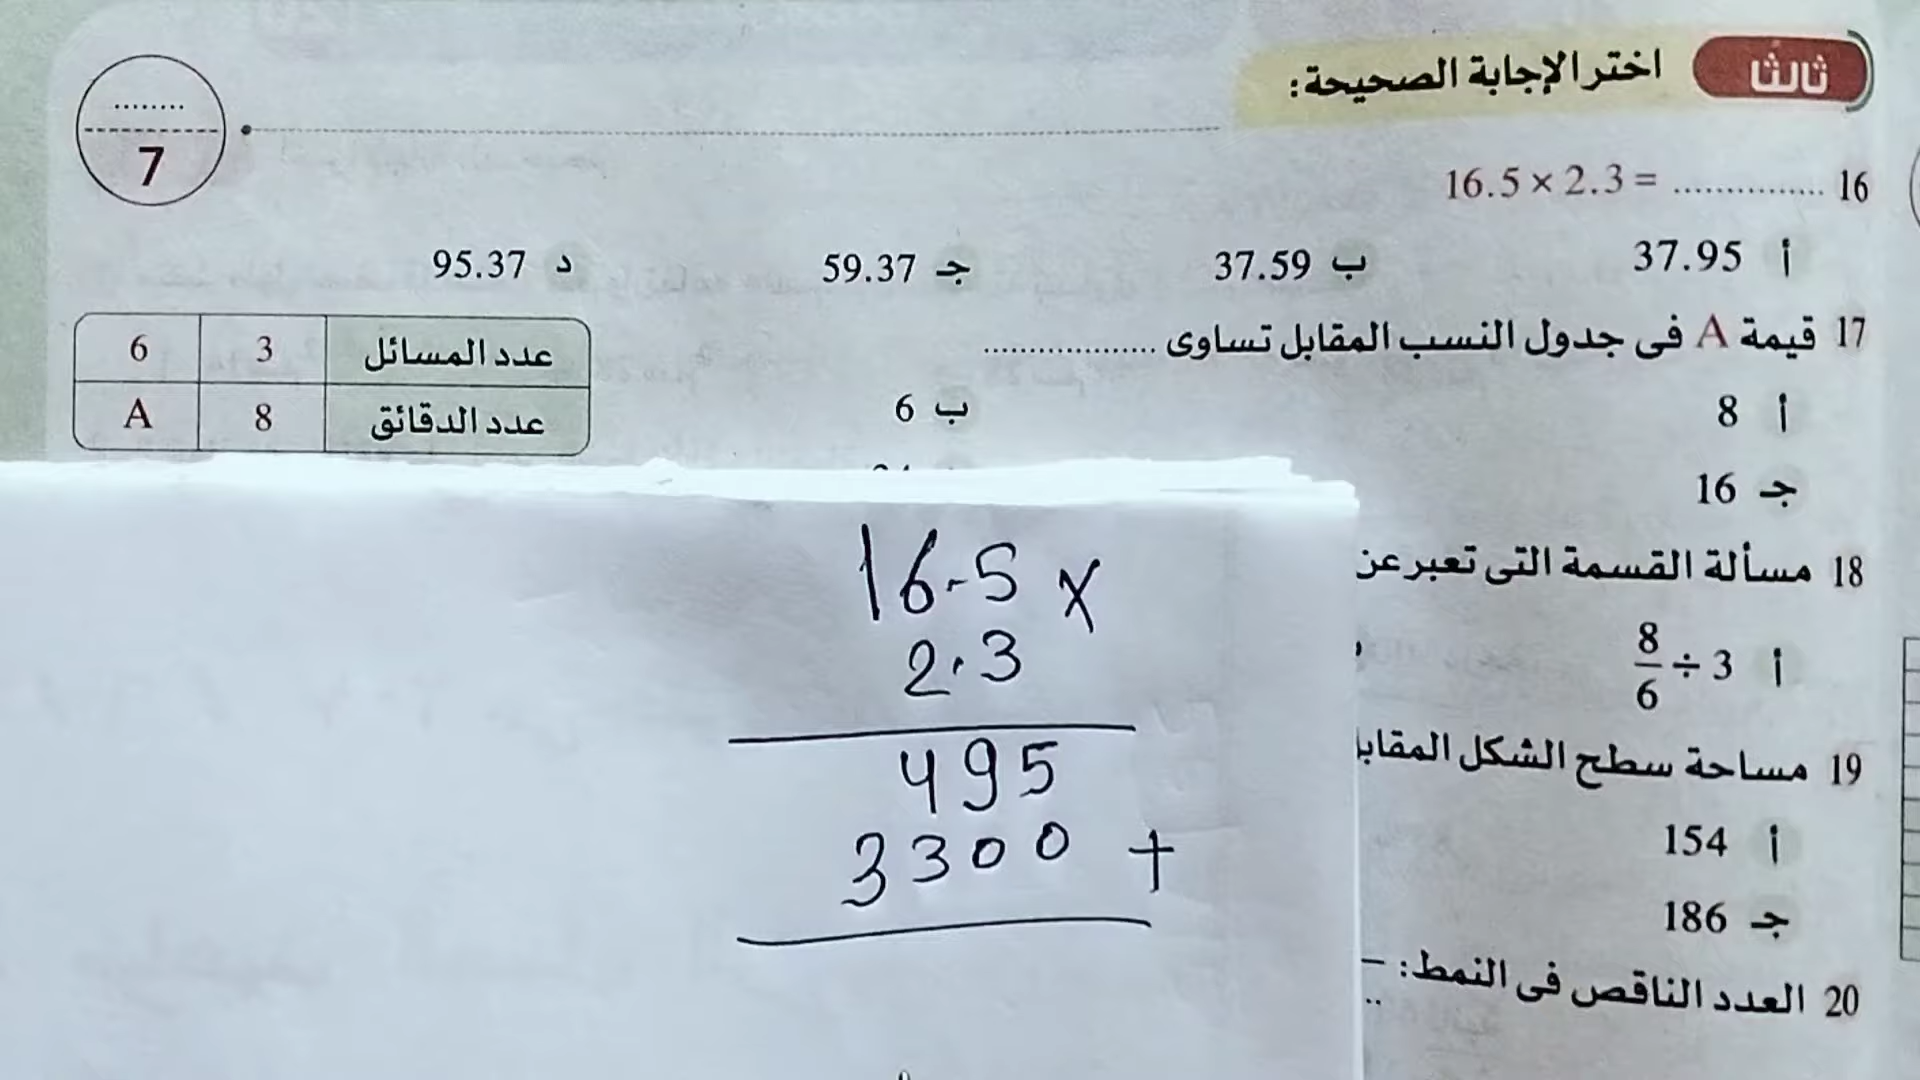 ثالثًا اختر الإجابة الصحيحة:
........
7
16 16.5 × 2.3 = ...............
أ 37.95 ب 37.59 جـ 59.37 د 95.37
17 قيمة A فى جدول النسب المقابل تساوى .................
عدد المسائل 3 6
عدد الدقائق 8 A
أ 8 ب 6
جـ 16
18 مسألة القسمة التى تعبر عن
أ 8/6 ÷ 3
19 مساحة سطح الشكل المقابل
أ 154
جـ 186
20 العدد الناقص فى النمط: –
16.5 ×
2.3
495
3300 +